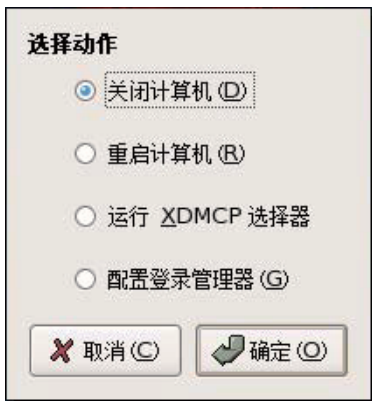 选择动作
关闭计算机(D)
重启计算机(R)
运行 XDMCP 选择器
配置登录管理器(G)
取消(C)
确定(O)